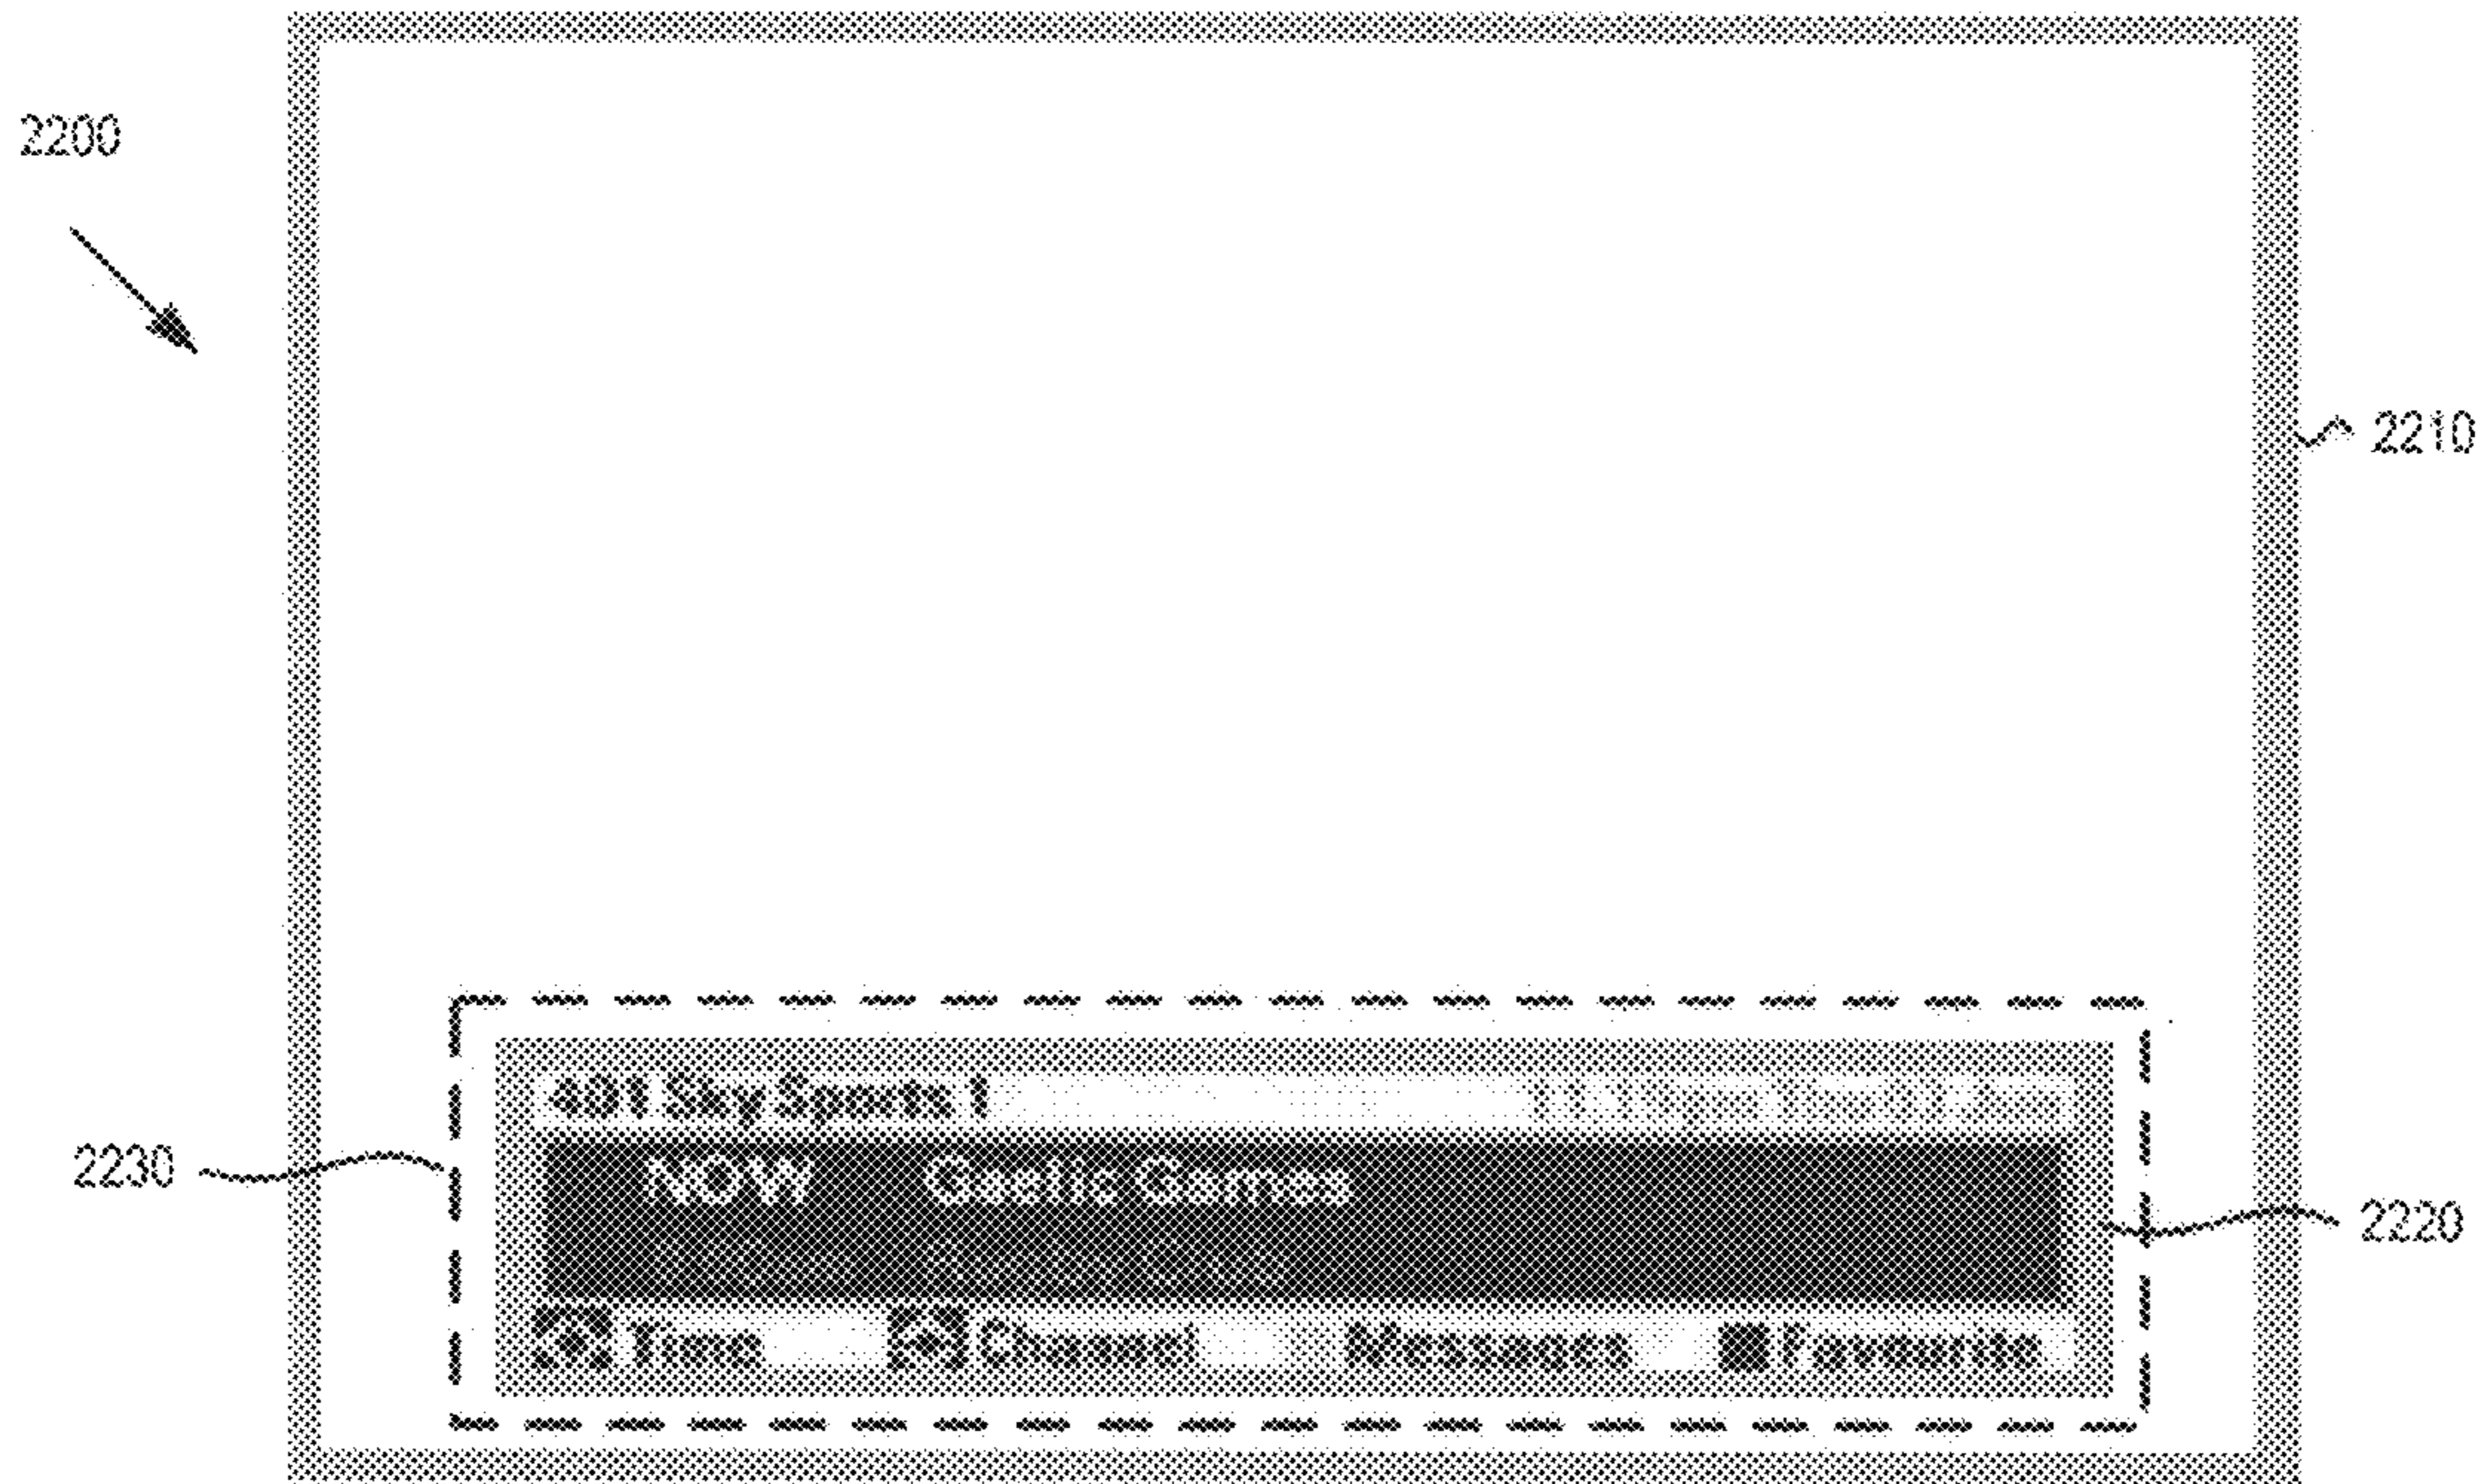 2200
2210
401 Sky Sports 1
2230
NOW Gaelic Games
2220
Time Channel Messages Favourite